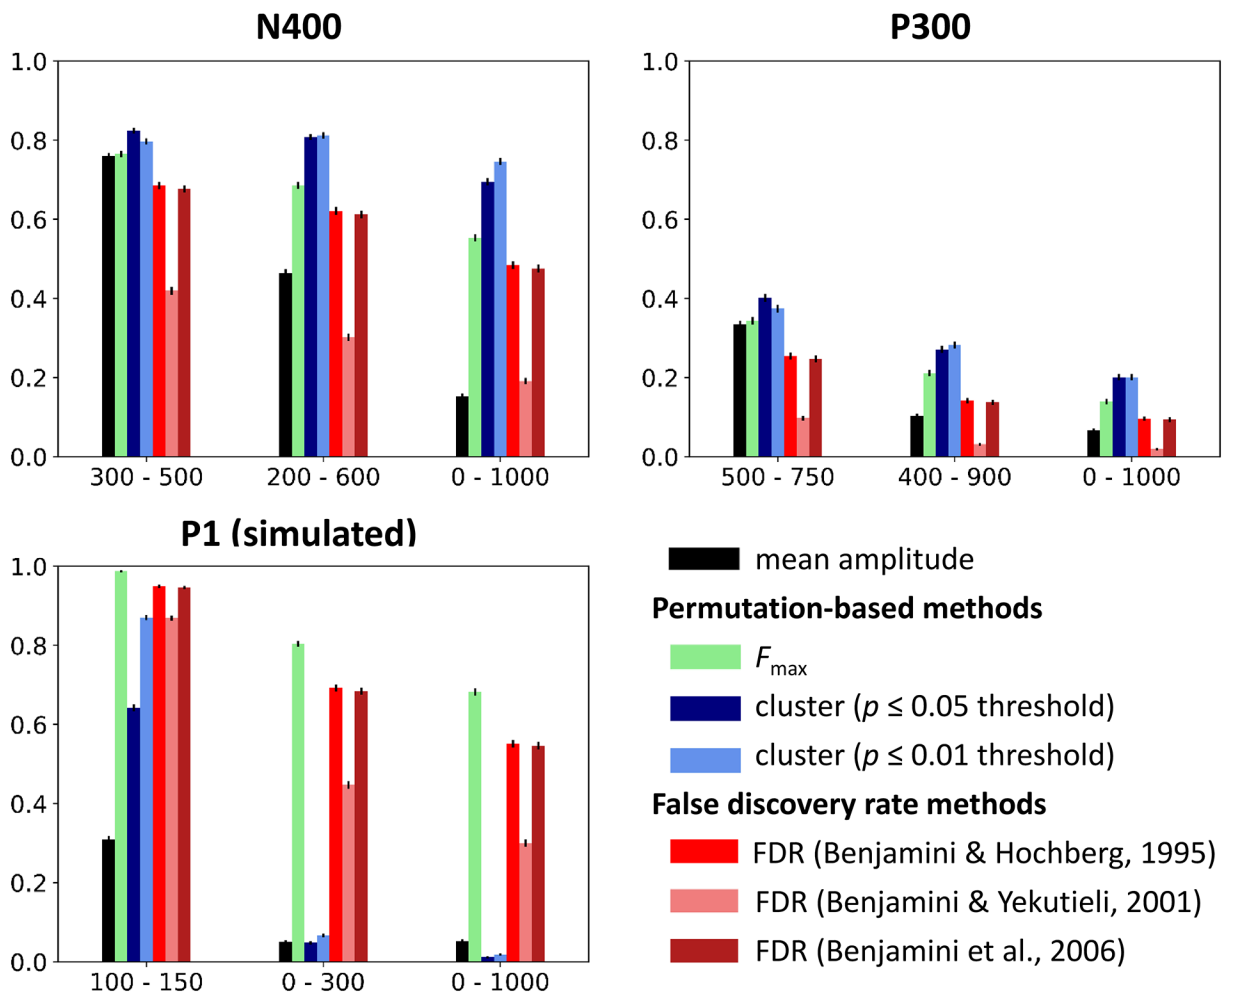 N400
1.0
0.8
0.6
0.4
0.2
0.0
300 - 500 200 - 600 0 - 1000
P300
1.0
0.8
0.6
0.4
0.2
0.0
500 - 750 400 - 900 0 - 1000
P1 (simulated)
1.0
0.8
0.6
0.4
0.2
0.0
100 - 150 0 - 300 0 - 1000
mean amplitude
Permutation-based methods
Fmax
cluster (p ≤ 0.05 threshold)
cluster (p ≤ 0.01 threshold)
False discovery rate methods
FDR (Benjamini & Hochberg, 1995)
FDR (Benjamini & Yekutieli, 2001)
FDR (Benjamini et al., 2006)